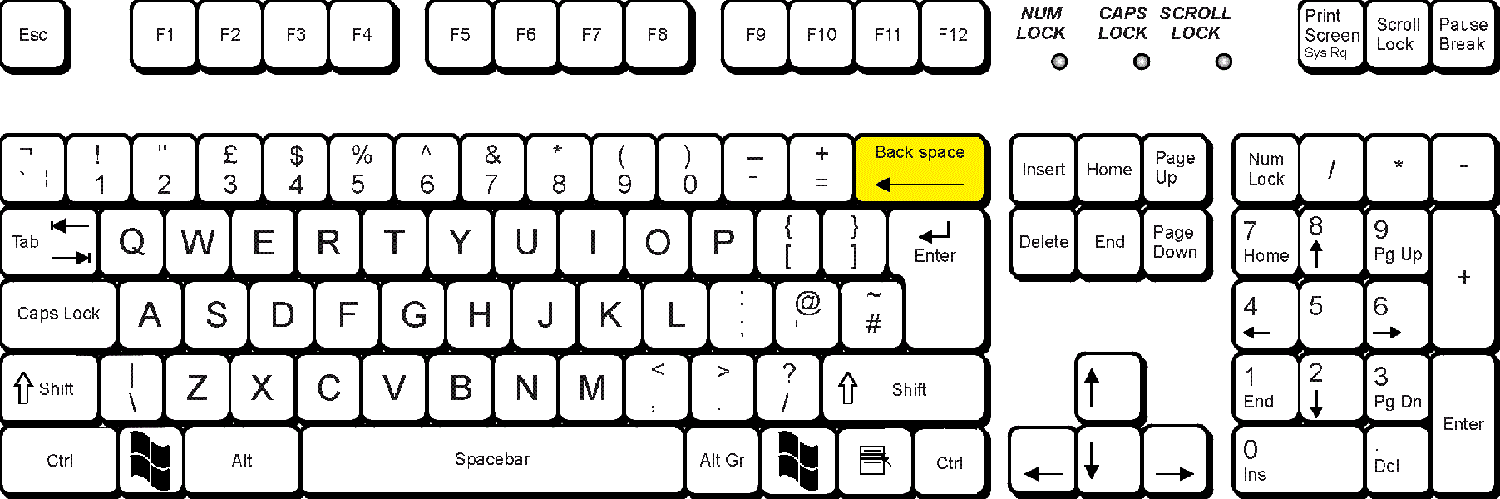 Esc F1 F2 F3 F4 F5 F6 F7 F8 F9 F10 F11 F12
NUM LOCK
CAPS LOCK
SCROLL LOCK
Print Screen Sys Rq
Scroll Lock
Pause Break
¬ ` ¦
! 1
" 2
£ 3
$ 4
% 5
^ 6
& 7
* 8
( 9
) 0
_ -
+ =
Back space
Insert Home
Page Up
Num Lock
/ * -
Tab Q W E R T Y U I O P
{ [
} ]
Enter
Delete End
Page Down
7 Home
8
9 Pg Up
+
Caps Lock A S D F G H J K L
: ;
@ '
~ #
4 5 6
Shift
| \
Z X C V B N M
< ,
> .
? /
Shift
1 End
2
3 Pg Dn
Enter
Ctrl Alt Spacebar Alt Gr Ctrl
0 Ins
. Del